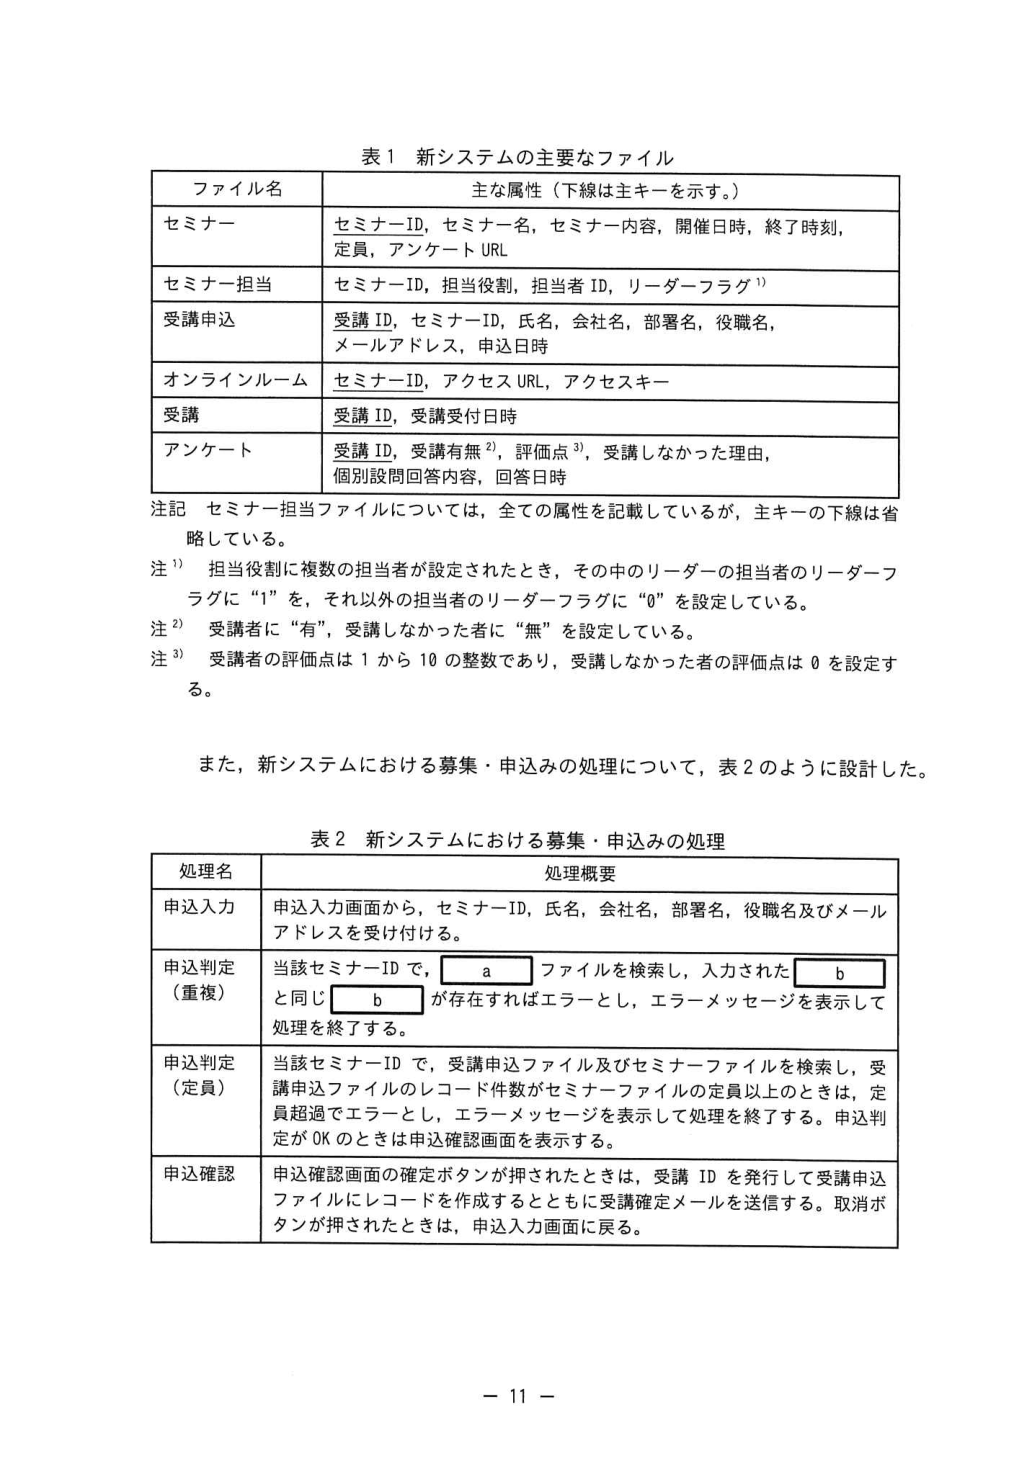 表1　新システムの主要なファイル
ファイル名　主な属性（下線は主キーを示す。）
セミナー　セミナーID，セミナー名，セミナー内容，開催日時，終了時刻，
定員，アンケート URL
セミナー担当　セミナーID，担当役割，担当者 ID，リーダーフラグ 1)
受講申込　受講 ID，セミナーID，氏名，会社名，部署名，役職名，
メールアドレス，申込日時
オンラインルーム　セミナーID，アクセス URL，アクセスキー
受講　受講 ID，受講受付日時
アンケート　受講 ID，受講有無 2)，評価点 3)，受講しなかった理由，
個別設問回答内容，回答日時
注記　セミナー担当ファイルについては，全ての属性を記載しているが，主キーの下線は省
略している。
注 1)　担当役割に複数の担当者が設定されたとき，その中のリーダーの担当者のリーダーフ
ラグに “1” を，それ以外の担当者のリーダーフラグに “0” を設定している。
注 2)　受講者に “有”，受講しなかった者に “無” を設定している。
注 3)　受講者の評価点は 1 から 10 の整数であり，受講しなかった者の評価点は 0 を設定す
る。
また，新システムにおける募集・申込みの処理について，表2のように設計した。
表2　新システムにおける募集・申込みの処理
処理名　処理概要
申込入力　申込入力画面から，セミナーID，氏名，会社名，部署名，役職名及びメール
アドレスを受け付ける。
申込判定　当該セミナーID で， a ファイルを検索し，入力された b
（重複）　と同じ b が存在すればエラーとし，エラーメッセージを表示して
処理を終了する。
申込判定　当該セミナーID で，受講申込ファイル及びセミナーファイルを検索し，受
（定員）　講申込ファイルのレコード件数がセミナーファイルの定員以上のときは，定
員超過でエラーとし，エラーメッセージを表示して処理を終了する。申込判
定が OK のときは申込確認画面を表示する。
申込確認　申込確認画面の確定ボタンが押されたときは，受講 ID を発行して受講申込
ファイルにレコードを作成するとともに受講確定メールを送信する。取消ボ
タンが押されたときは，申込入力画面に戻る。
－ 11 －